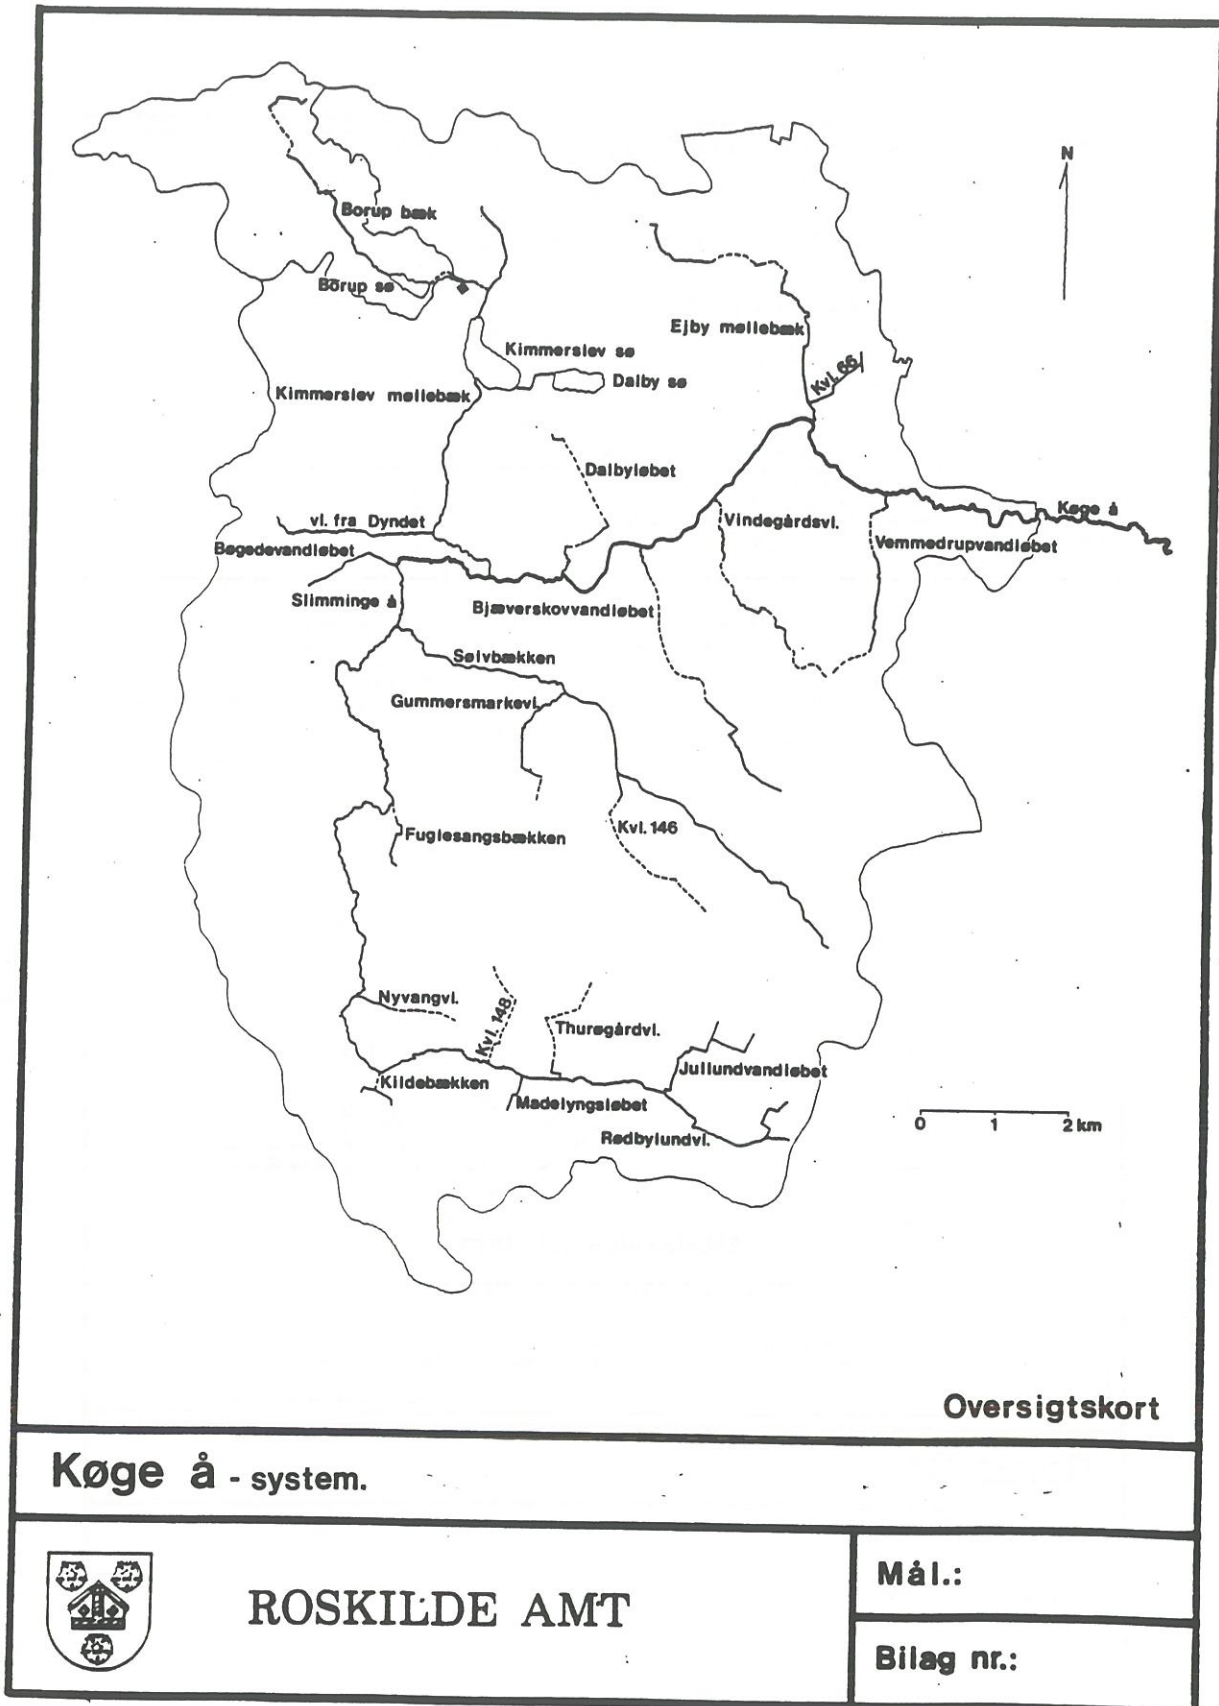 N
Borup bæk
Borup sø
Ejby møllebæk
Kimmerslev sø
Kvl. 66
Dalby sø
Kimmerslev møllebæk
Dalbyløbet
Køge å
vl. fra Dyndet
Vindegårdsvl.
Vemmedrupvandløbet
Bøgedevandløbet
Slimminge å
Bjæverskovvandløbet
Sølvbækken
Gummersmarkevl.
Kvl. 146
Fuglesangsbækken
Nyvangvl.
Kvl. 148
Thurøgårdvl.
Jullundvandløbet
Kildebækken
Madelyngsløbet
Rødbylundvl.
0 1 2 km
Oversigtskort
Køge å - system.
ROSKILDE AMT
Mål.:
Bilag nr.: